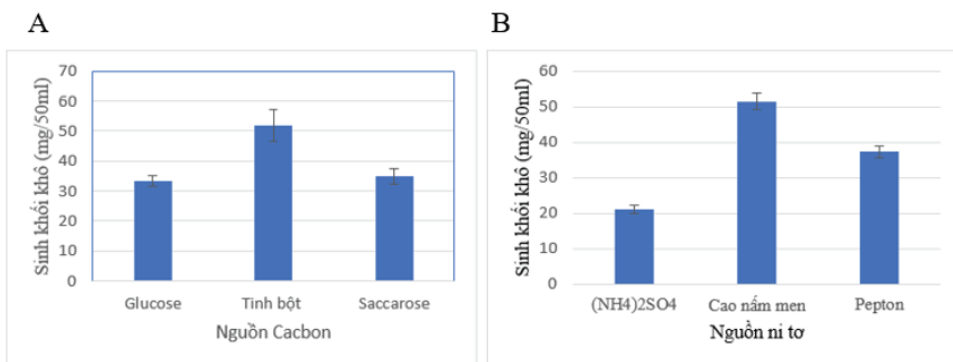 A
70
60
50
40
30
20
10
0
Sinh khối khô (mg/50ml)
Glucose Tinh bột Saccarose
Nguồn Cacbon
B
60
50
40
30
20
10
0
Sinh khối khô (mg/50ml)
(NH4)2SO4 Cao nấm men Pepton
Nguồn ni tơ